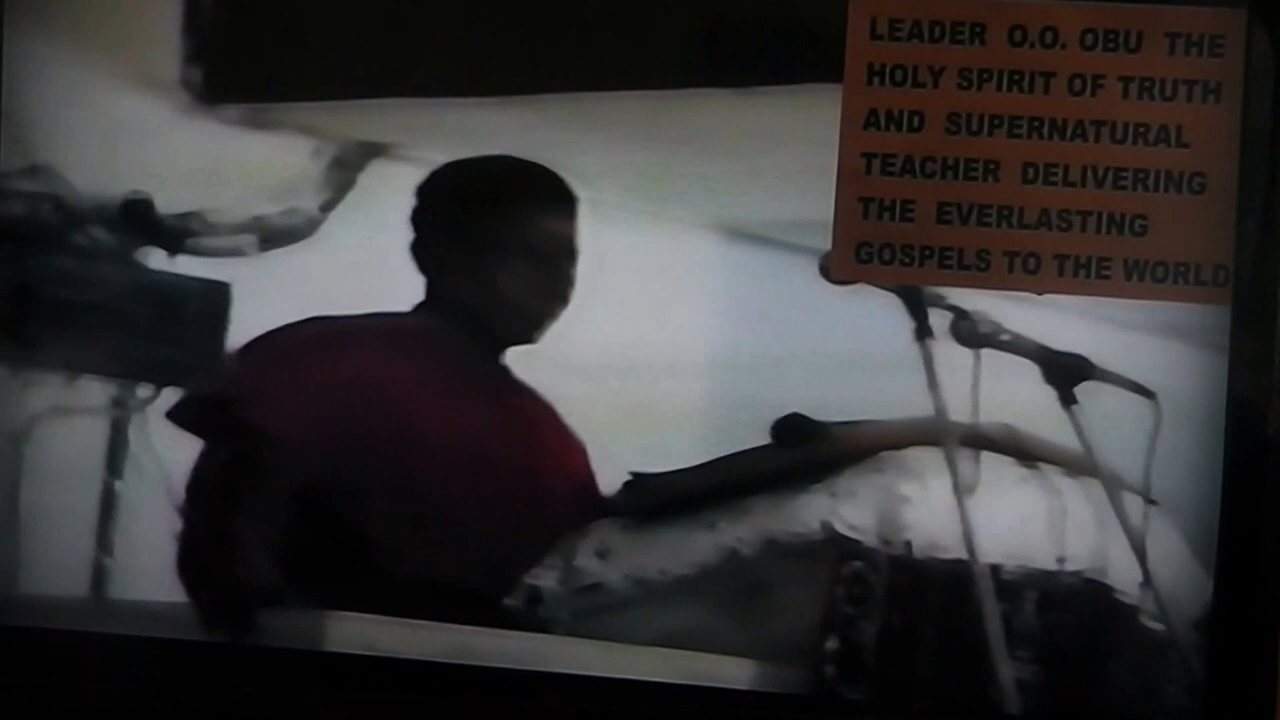 LEADER O.O. OBU THE
HOLY SPIRIT OF TRUTH
AND SUPERNATURAL
TEACHER DELIVERING
THE EVERLASTING
GOSPELS TO THE WORLD